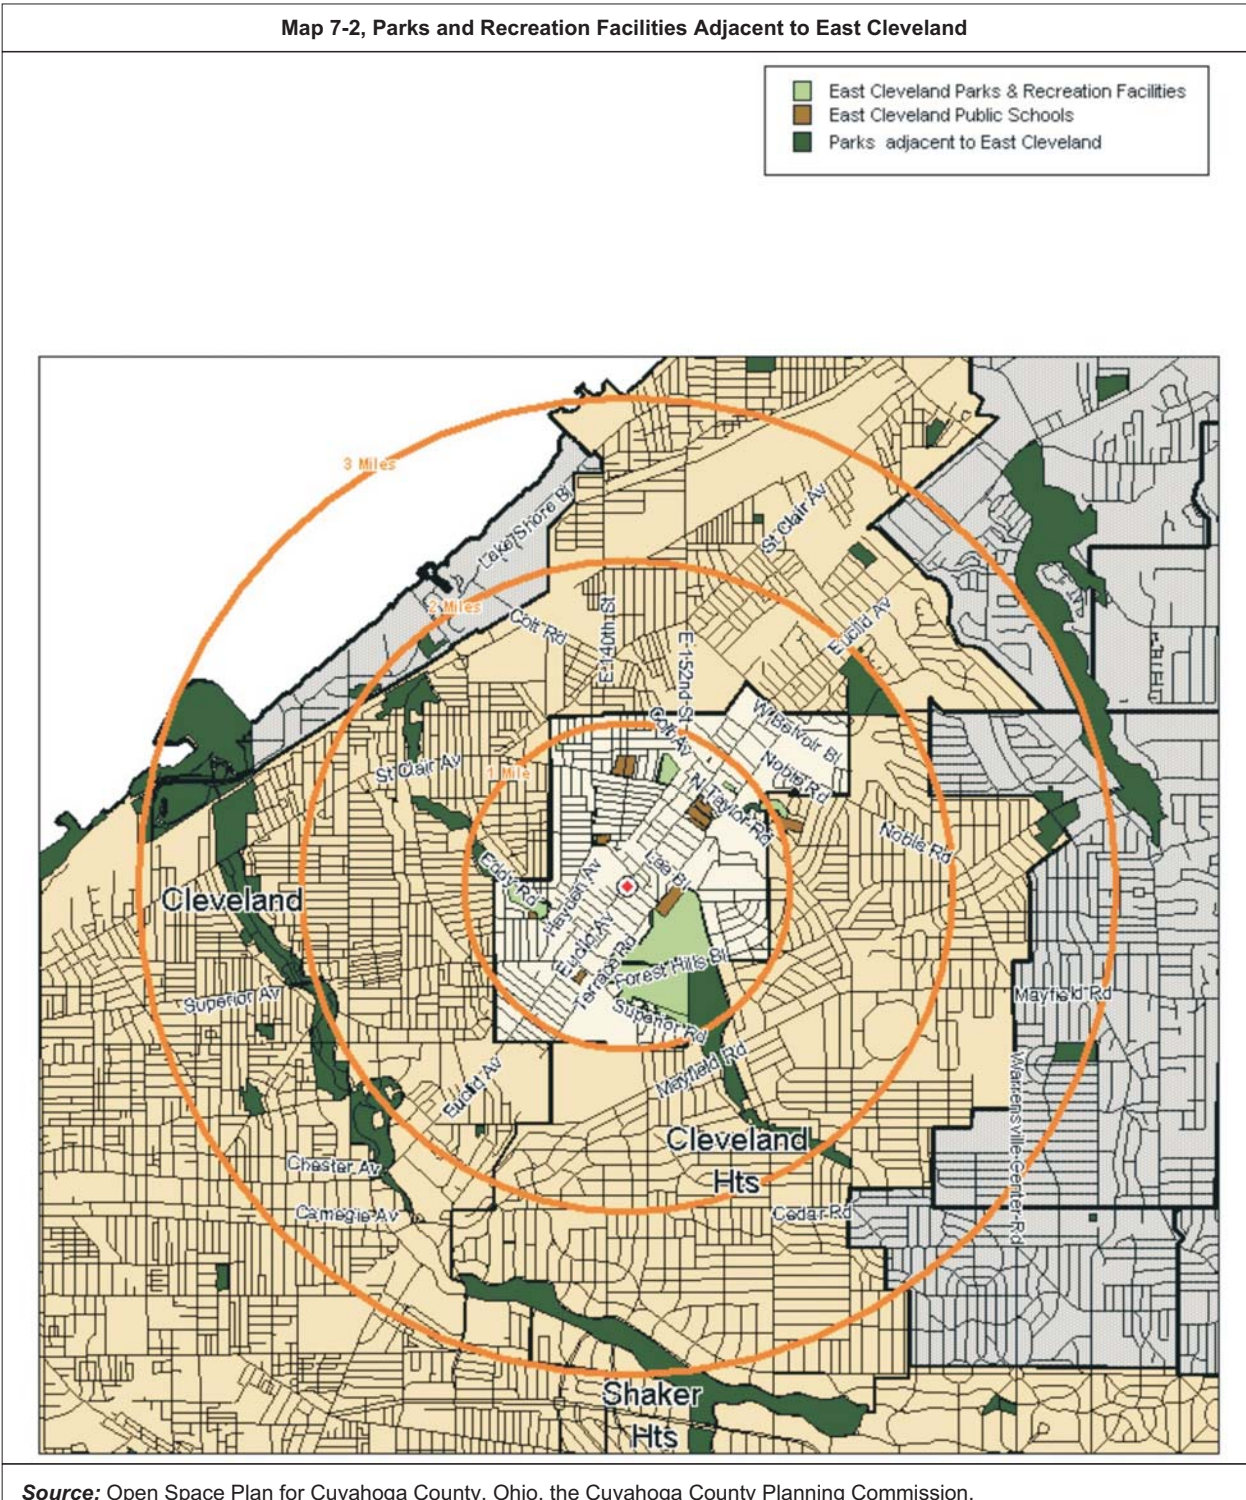 Map 7-2, Parks and Recreation Facilities Adjacent to East Cleveland
East Cleveland Parks & Recreation Facilities
East Cleveland Public Schools
Parks adjacent to East Cleveland
3 Miles
Lake Shore Bl
St Clair Av
2 Miles
Coit Rd
E 140th St
E 152nd St
Euclid Av
W Belvoir Bl
Coit Av
Noble Rd
St Clair Av
1 Mile
N Taylor Rd
Noble Rd
Eddy Rd
Hayden Av
Lee Bl
Cleveland
Euclid Av
Terrace Rd
Forest Hills Bl
Superior Av
Superior Rd
Mayfield Rd
Mayfield Rd
Euclid Av
Warrensville Center Rd
Cleveland
Hts
Chester Av
Carnegie Av
Cedar Rd
Shaker
Hts
Source: Open Space Plan for Cuyahoga County, Ohio, the Cuyahoga County Planning Commission.